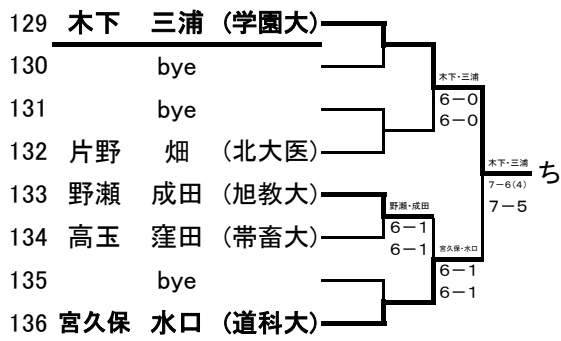 129 木下 三浦 (学園大)
130 bye
131 bye
132 片野 畑 (北大医)
133 野瀬 成田 (旭教大)
134 高玉 窪田 (帯畜大)
135 bye
136 宮久保 水口 (道科大)
野瀬・成田
6-1
6-1
木下・三浦
6-0
6-0
宮久保・水口
6-1
6-1
木下・三浦
7-6(4)
7-5
ち